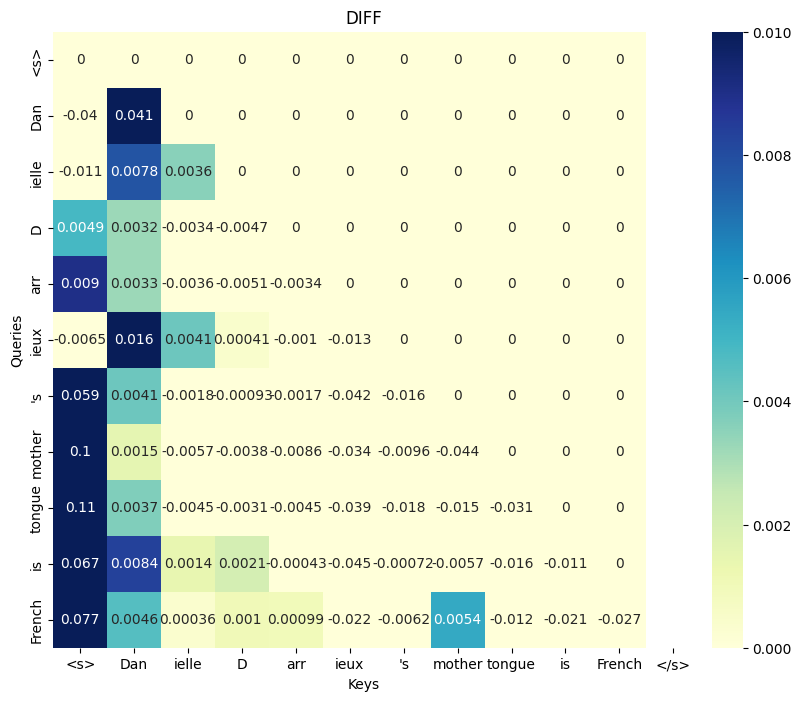 DIFF
<s> 0 0 0 0 0 0 0 0 0 0 0
Dan -0.04 0.041 0 0 0 0 0 0 0 0 0
ielle -0.011 0.0078 0.0036 0 0 0 0 0 0 0 0
D 0.0049 0.0032 -0.0034 -0.0047 0 0 0 0 0 0 0
arr 0.009 0.0033 -0.0036 -0.0051 -0.0034 0 0 0 0 0 0
ieux -0.0065 0.016 0.0041 0.00041 -0.001 -0.013 0 0 0 0 0
's 0.059 0.0041 -0.0018 -0.00093 -0.0017 -0.042 -0.016 0 0 0 0
mother 0.1 0.0015 -0.0057 -0.0038 -0.0086 -0.034 -0.0096 -0.044 0 0 0
tongue 0.11 0.0037 -0.0045 -0.0031 -0.0045 -0.039 -0.018 -0.015 -0.031 0 0
is 0.067 0.0084 0.0014 0.0021 -0.00043 -0.045 -0.00072 -0.0057 -0.016 -0.011 0
French 0.077 0.0046 0.00036 0.001 0.00099 -0.022 -0.0062 0.0054 -0.012 -0.021 -0.027
<s> Dan ielle D arr ieux 's mother tongue is French </s>
Keys
Queries
0.010
0.008
0.006
0.004
0.002
0.000